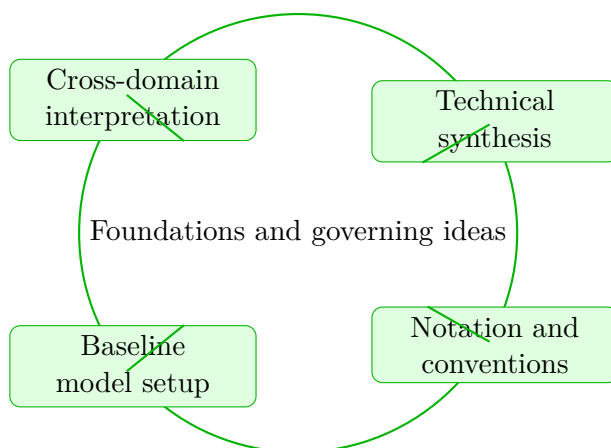 Cross-domain
interpretation
Technical
synthesis
Foundations and governing ideas
Baseline
model setup
Notation and
conventions